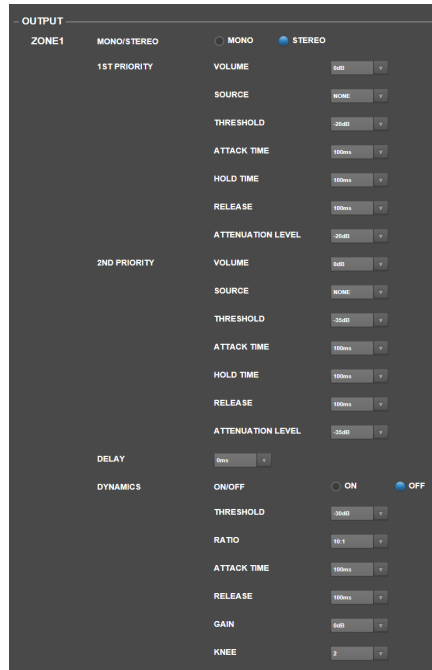 OUTPUT
ZONE1 MONO/STEREO MONO STEREO
1ST PRIORITY VOLUME 0dB
SOURCE NONE
THRESHOLD -20dB
ATTACK TIME 100ms
HOLD TIME 100ms
RELEASE 100ms
ATTENUATION LEVEL -20dB
2ND PRIORITY VOLUME 0dB
SOURCE NONE
THRESHOLD -35dB
ATTACK TIME 100ms
HOLD TIME 100ms
RELEASE 100ms
ATTENUATION LEVEL -35dB
DELAY 0ms
DYNAMICS ON/OFF ON OFF
THRESHOLD -30dB
RATIO 10:1
ATTACK TIME 100ms
RELEASE 100ms
GAIN 0dB
KNEE 2